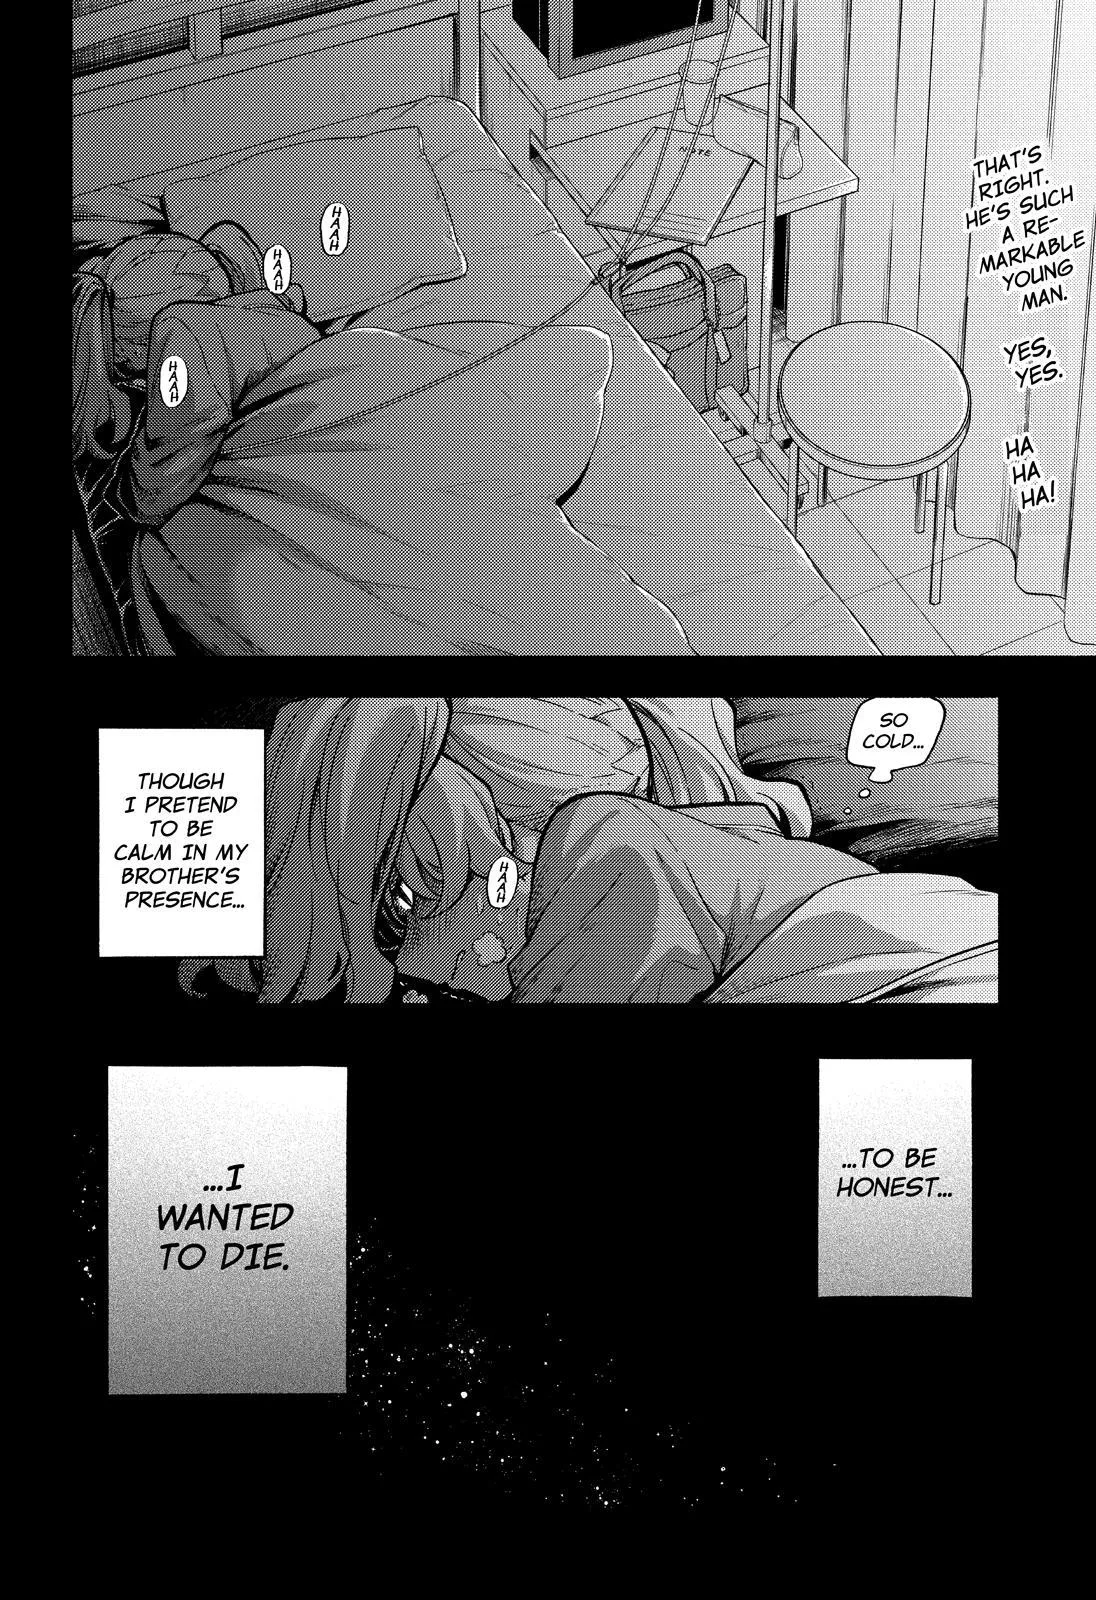 THAT'S
RIGHT.
HE'S SUCH
A RE-
MARKABLE
YOUNG
MAN.
YES,
YES.
HA
HA
HA!
NOTE
HAAH
HAAH
HAAH
SO
COLD...
HAAH
THOUGH
I PRETEND
TO BE
CALM IN MY
BROTHER'S
PRESENCE...
...TO BE
HONEST...
...I
WANTED
TO DIE.